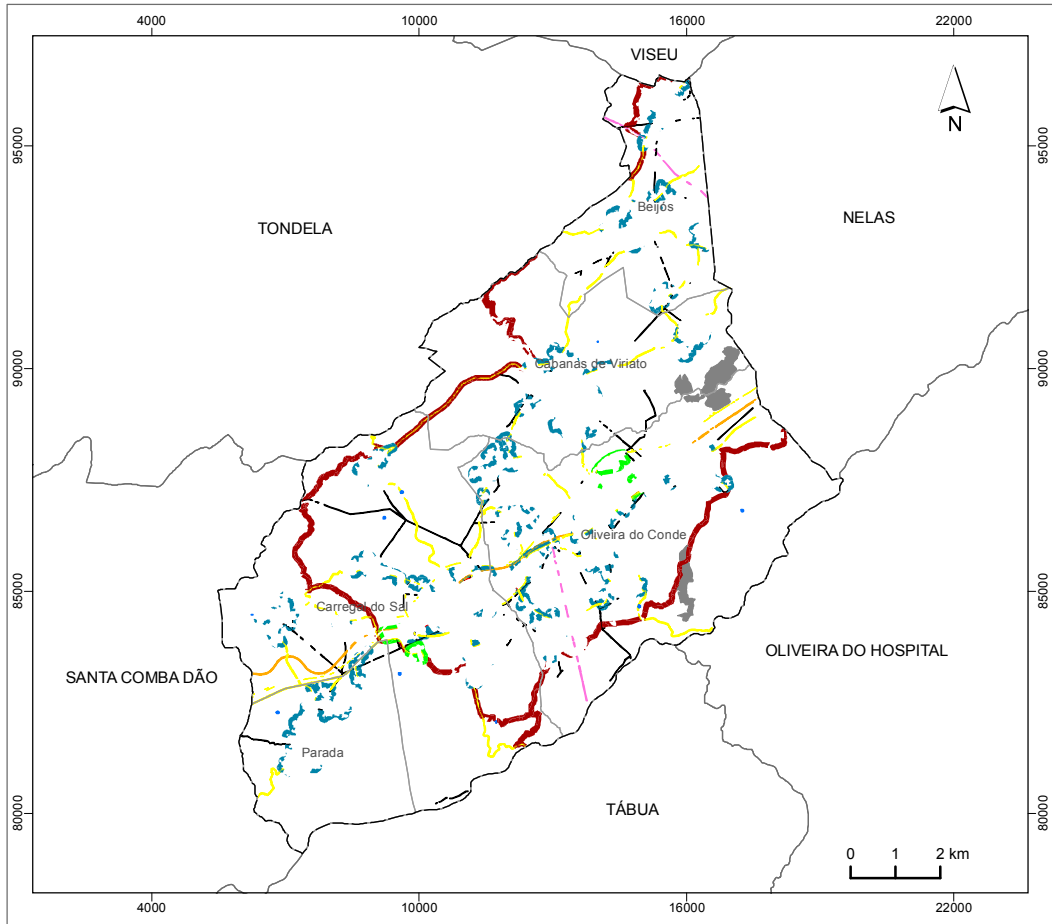 4000
10000
16000
22000
VISEU
N
95000
95000
Beijós
TONDELA
NELAS
90000
90000
Cabanas de Viriato
Oliveira do Conde
85000
85000
Carregal do Sal
OLIVEIRA DO HOSPITAL
SANTA COMBA DÃO
Parada
80000
80000
TÁBUA
0 1 2 km
4000
10000
16000
22000